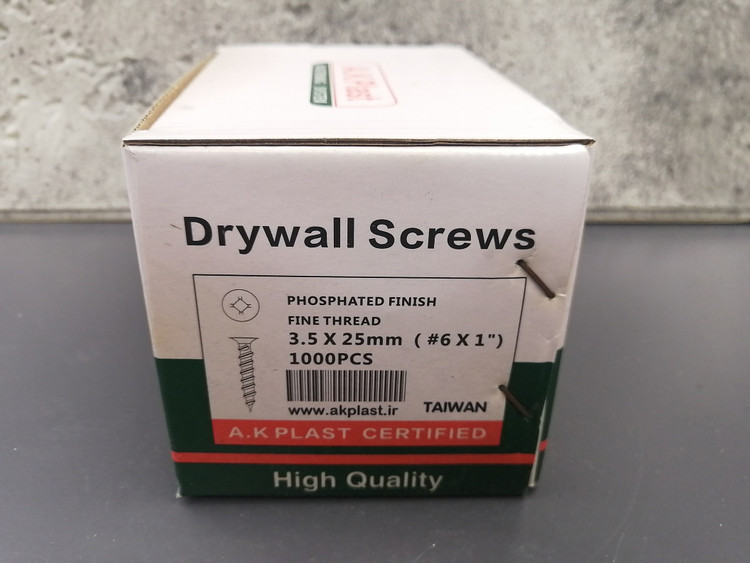 Drywall Screws
PHOSPHATED FINISH
FINE THREAD
3.5 X 25mm ( #6 X 1")
1000PCS
www.akplast.ir TAIWAN
A.K PLAST CERTIFIED
High Quality